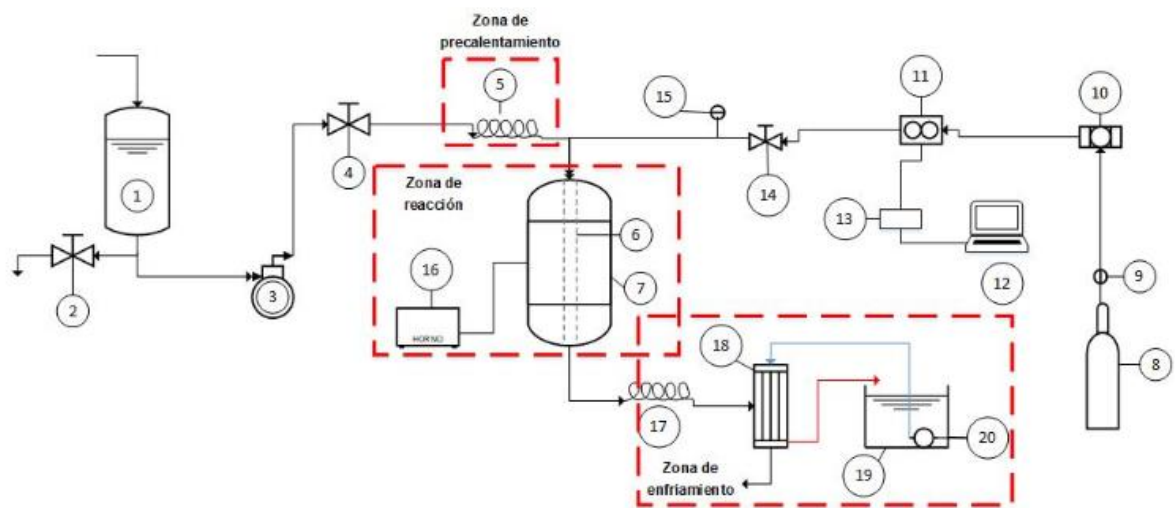 Zona de
precalentamiento
5
15
11
10
1
4
14
13
12
9
Zona de
reacción
6
16
7
HORNO
2
3
8
18
17
20
19
Zona de
enfriamiento